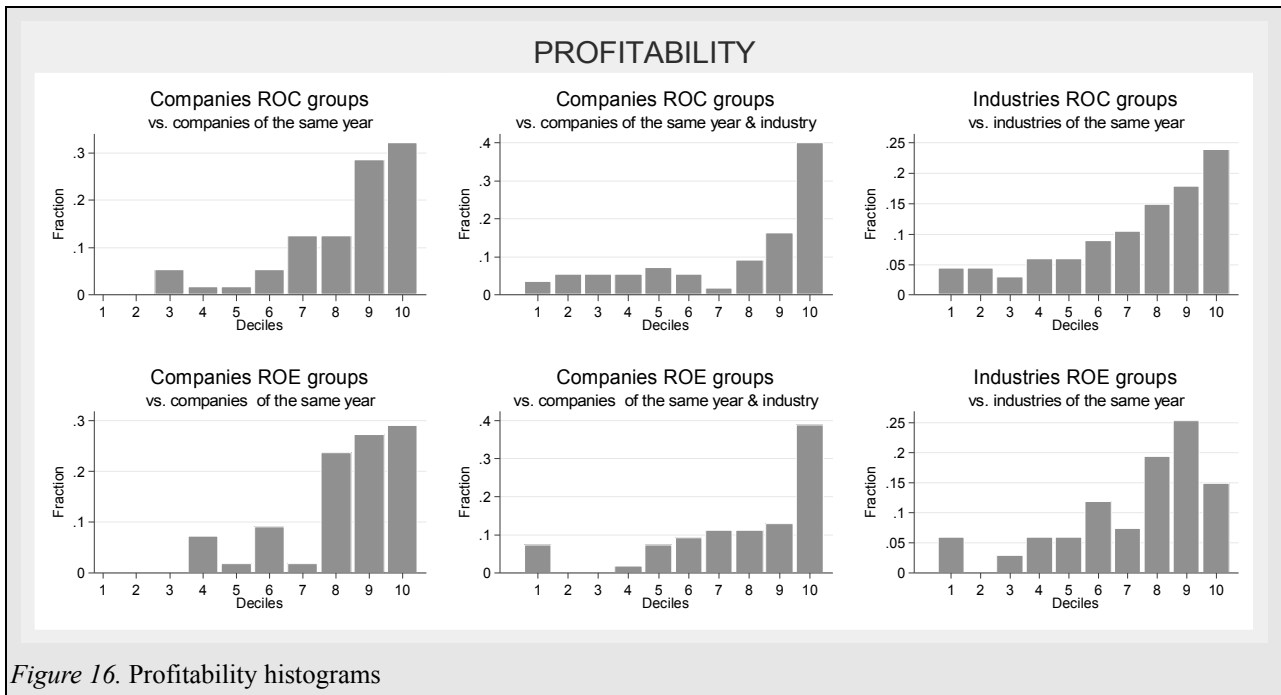 PROFITABILITY
Companies ROC groups
vs. companies of the same year
Fraction
.3
.2
.1
0
1 2 3 4 5 6 7 8 9 10
Deciles
Companies ROC groups
vs. companies of the same year & industry
Fraction
.4
.3
.2
.1
0
1 2 3 4 5 6 7 8 9 10
Deciles
Industries ROC groups
vs. industries of the same year
Fraction
.25
.2
.15
.1
.05
0
1 2 3 4 5 6 7 8 9 10
Deciles
Companies ROE groups
vs. companies of the same year
Fraction
.3
.2
.1
0
1 2 3 4 5 6 7 8 9 10
Deciles
Companies ROE groups
vs. companies of the same year & industry
Fraction
.4
.3
.2
.1
0
1 2 3 4 5 6 7 8 9 10
Deciles
Industries ROE groups
vs. industries of the same year
Fraction
.25
.2
.15
.1
.05
0
1 2 3 4 5 6 7 8 9 10
Deciles
Figure 16. Profitability histograms